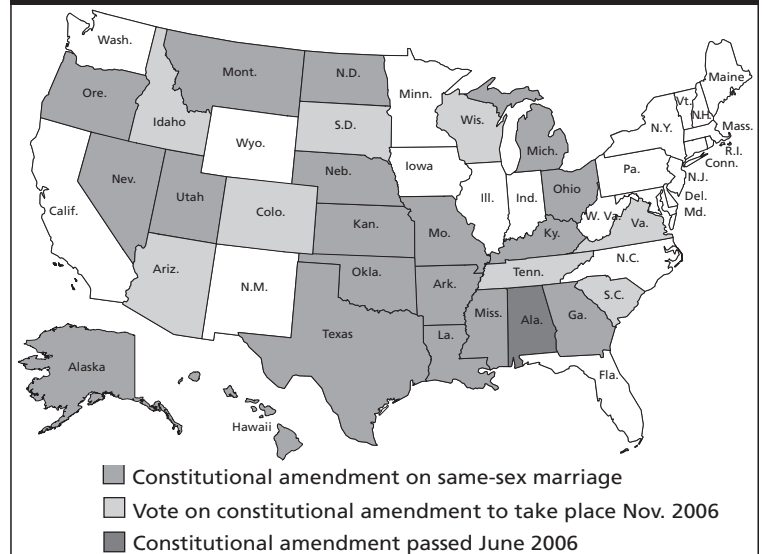 Wash.
Maine
Mont.
N.D.
Minn.
Vt.
Ore.
N.H.
Idaho
S.D.
Wis.
N.Y.
Mass.
Wyo.
Mich.
R.I.
Conn.
Iowa
Pa.
N.J.
Neb.
Nev.
Ohio
Del.
Utah
Ill.
Ind.
Md.
Calif.
Colo.
W. Va.
Va.
Kan.
Mo.
Ky.
N.C.
Ariz.
Tenn.
Okla.
N.M.
Ark.
S.C.
Miss.
Ala.
Ga.
Texas
La.
Alaska
Fla.
Hawaii
Constitutional amendment on same-sex marriage
Vote on constitutional amendment to take place Nov. 2006
Constitutional amendment passed June 2006